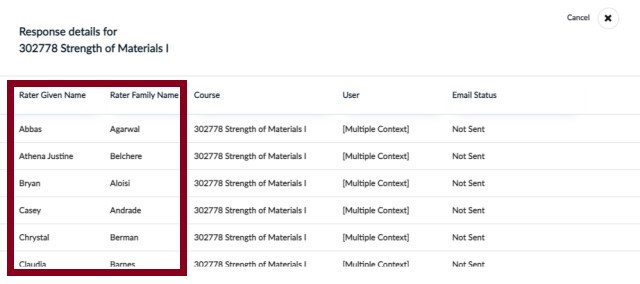 Cancel
Response details for
302778 Strength of Materials I
Rater Given Name Rater Family Name Course User Email Status
Abbas Agarwal 302778 Strength of Materials I [Multiple Context] Not Sent
Athena Justine Belchere 302778 Strength of Materials I [Multiple Context] Not Sent
Bryan Aloisi 302778 Strength of Materials I [Multiple Context] Not Sent
Casey Andrade 302778 Strength of Materials I [Multiple Context] Not Sent
Chrystal Berman 302778 Strength of Materials I [Multiple Context] Not Sent
Claudia Barnes 302778 Strength of Materials I [Multiple Context] Not Sent